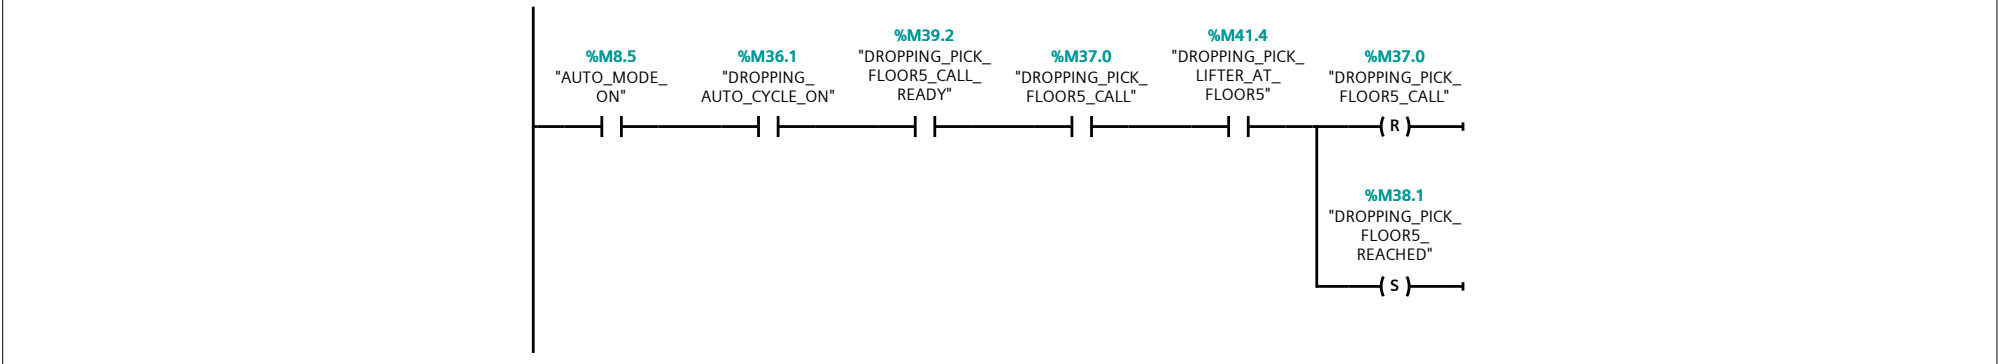 %M8.5
"AUTO_MODE_
ON"
%M36.1
"DROPPING_
AUTO_CYCLE_ON"
%M39.2
"DROPPING_PICK_
FLOOR5_CALL_
READY"
%M37.0
"DROPPING_PICK_
FLOOR5_CALL"
%M41.4
"DROPPING_PICK_
LIFTER_AT_
FLOOR5"
%M37.0
"DROPPING_PICK_
FLOOR5_CALL"
R
%M38.1
"DROPPING_PICK_
FLOOR5_
REACHED"
S